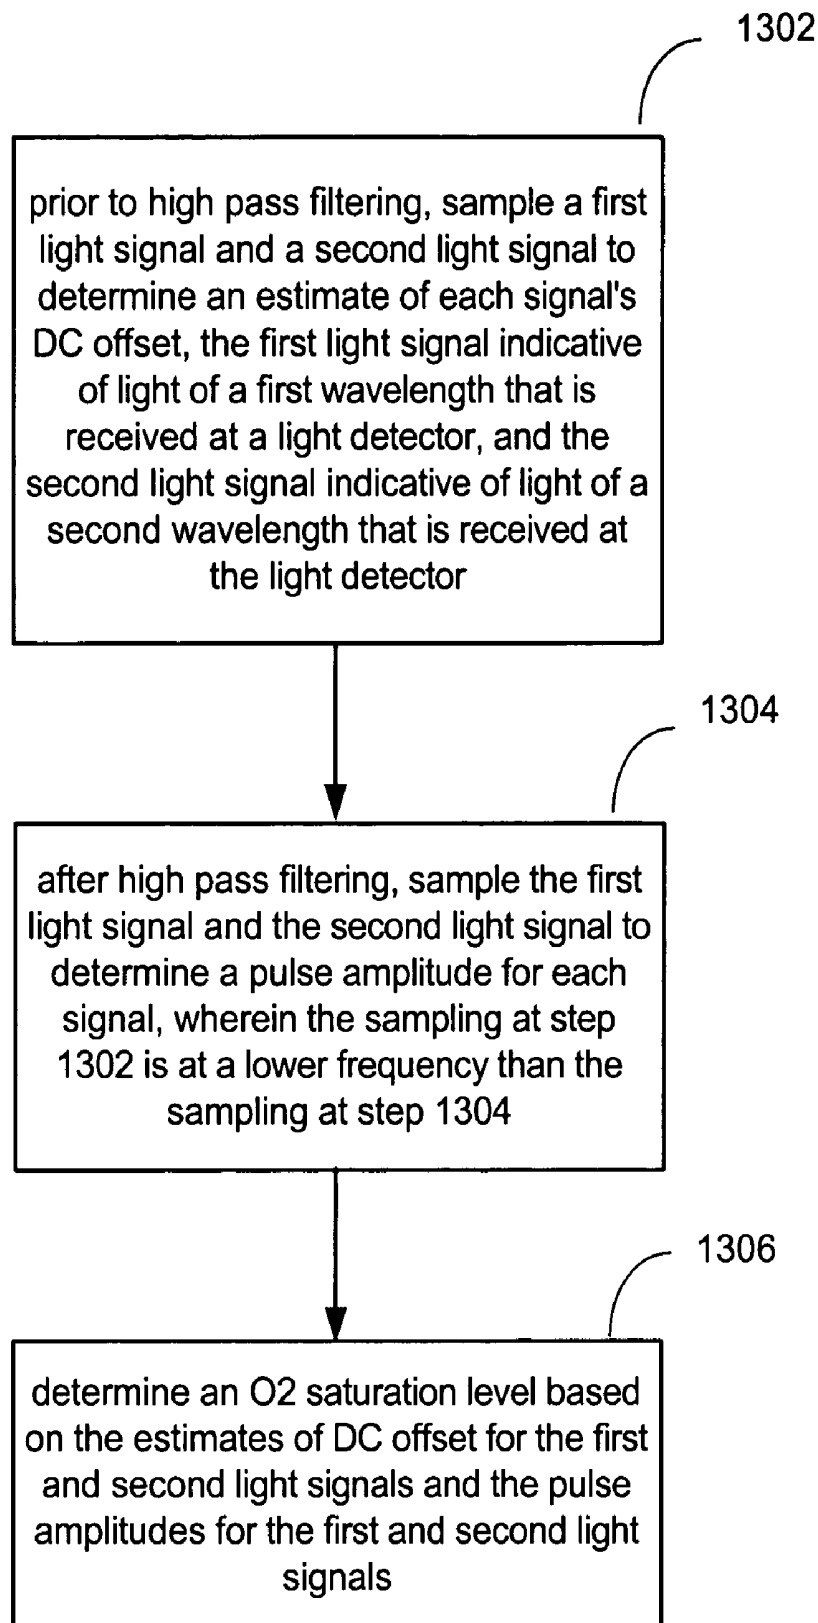 1302
prior to high pass filtering, sample a first
light signal and a second light signal to
determine an estimate of each signal's
DC offset, the first light signal indicative
of light of a first wavelength that is
received at a light detector, and the
second light signal indicative of light of a
second wavelength that is received at
the light detector
1304
after high pass filtering, sample the first
light signal and the second light signal to
determine a pulse amplitude for each
signal, wherein the sampling at step
1302 is at a lower frequency than the
sampling at step 1304
1306
determine an O2 saturation level based
on the estimates of DC offset for the first
and second light signals and the pulse
amplitudes for the first and second light
signals